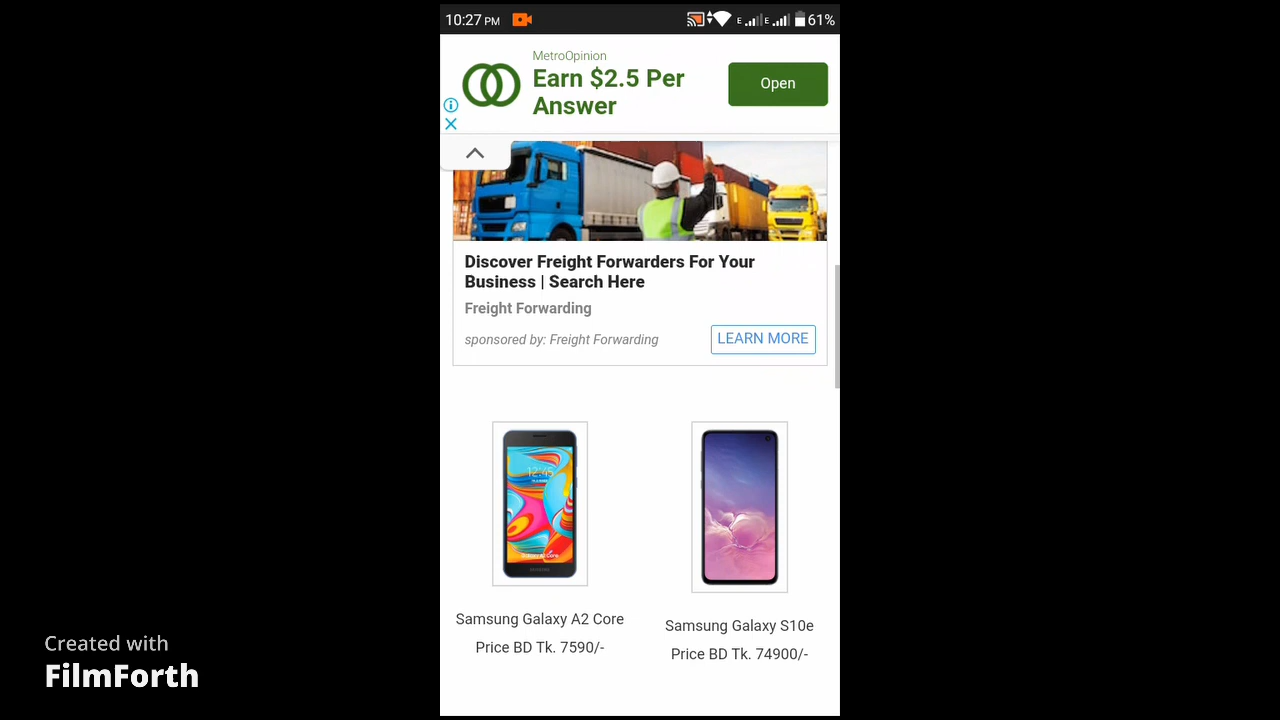 10:27 PM
E E 61%
MetroOpinion
Earn $2.5 Per
Answer
Open
Discover Freight Forwarders For Your
Business | Search Here
Freight Forwarding
sponsored by: Freight Forwarding
LEARN MORE
12:45
Samsung Galaxy A2 Core
Price BD Tk. 7590/-
Samsung Galaxy S10e
Price BD Tk. 74900/-
Created with
FilmForth